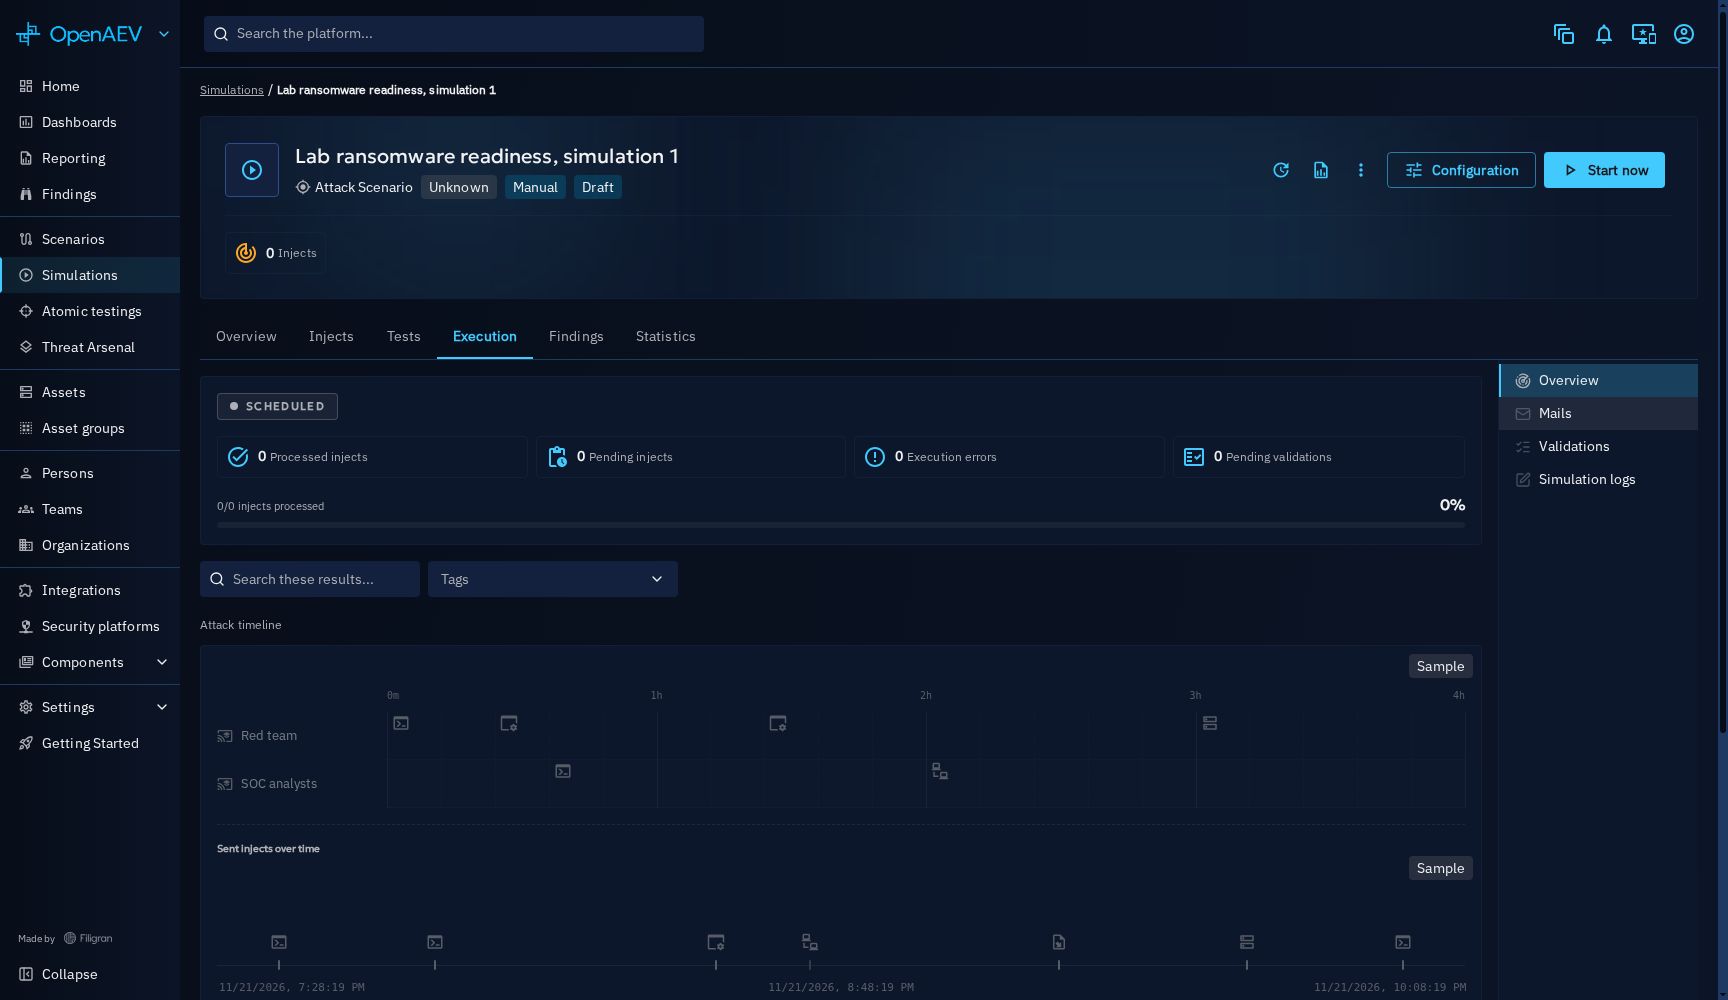 OpenAEV
Search the platform...
Home
Dashboards
Reporting
Findings
Scenarios
Simulations
Atomic testings
Threat Arsenal
Assets
Asset groups
Persons
Teams
Organizations
Integrations
Security platforms
Components
Settings
Getting Started
Made by Filigran
Collapse
Simulations / Lab ransomware readiness, simulation 1
Lab ransomware readiness, simulation 1
Attack Scenario Unknown Manual Draft
Configuration
Start now
0 Injects
Overview Injects Tests Execution Findings Statistics
SCHEDULED
0 Processed injects
0 Pending injects
0 Execution errors
0 Pending validations
0/0 injects processed
0%
Search these results...
Tags
Attack timeline
Sample
0m 1h 2h 3h 4h
Red team
SOC analysts
Sent injects over time
Sample
11/21/2026, 7:28:19 PM 11/21/2026, 8:48:19 PM 11/21/2026, 10:08:19 PM
Overview
Mails
Validations
Simulation logs